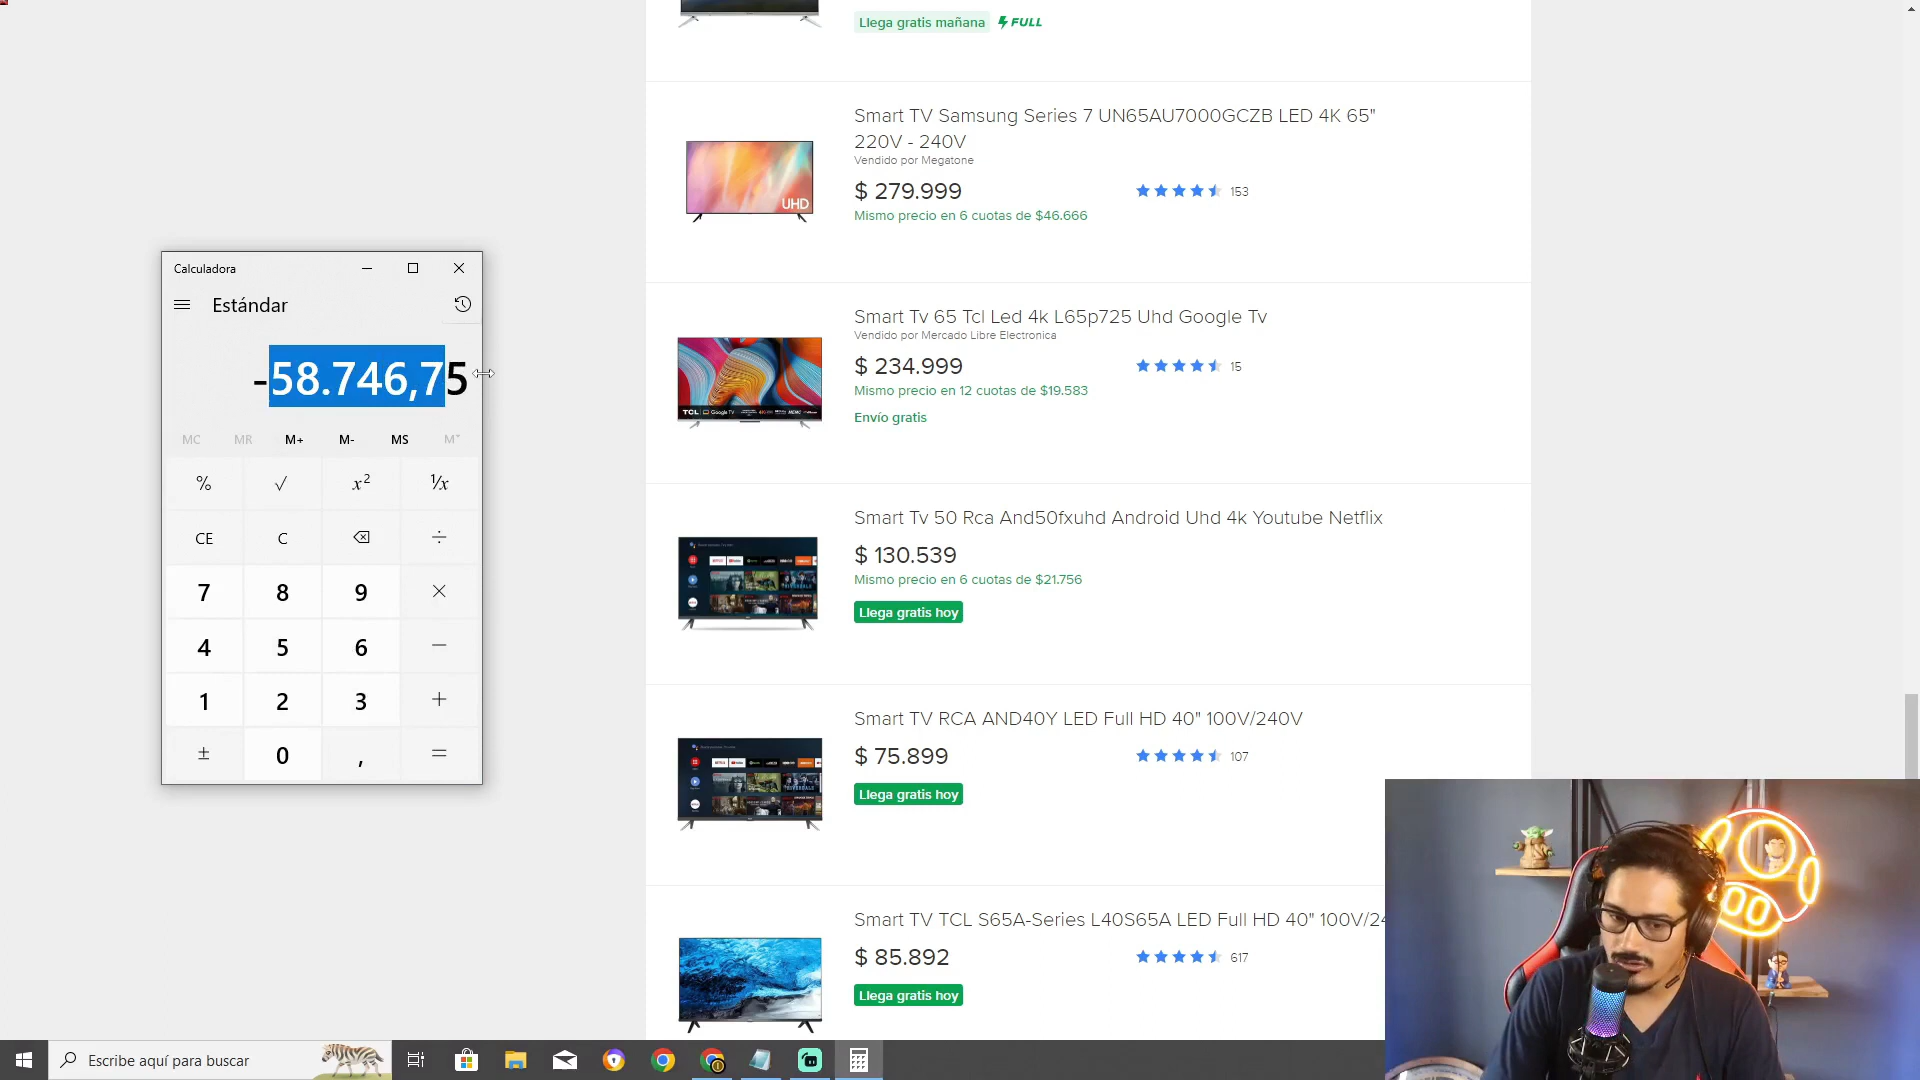 Llega gratis mañana FULL
Smart TV Samsung Series 7 UN65AU7000GCZB LED 4K 65"
220V - 240V
Vendido por Megatone
$ 279.999
153
Mismo precio en 6 cuotas de $46.666
UHD
Calculadora
Estándar
-58.746,75
MC MR M+ M- MS M˅
% √ x² ¹/x
CE C ÷
7 8 9 ×
4 5 6 −
1 2 3 +
± 0 , =
Smart Tv 65 Tcl Led 4k L65p725 Uhd Google Tv
Vendido por Mercado Libre Electronica
$ 234.999
15
Mismo precio en 12 cuotas de $19.583
Envío gratis
TCL Google TV
Smart Tv 50 Rca And50fxuhd Android Uhd 4k Youtube Netflix
$ 130.539
Mismo precio en 6 cuotas de $21.756
Llega gratis hoy
Smart TV RCA AND40Y LED Full HD 40" 100V/240V
$ 75.899
107
Llega gratis hoy
Smart TV TCL S65A-Series L40S65A LED Full HD 40" 100V/24
$ 85.892
617
Llega gratis hoy
Escribe aquí para buscar